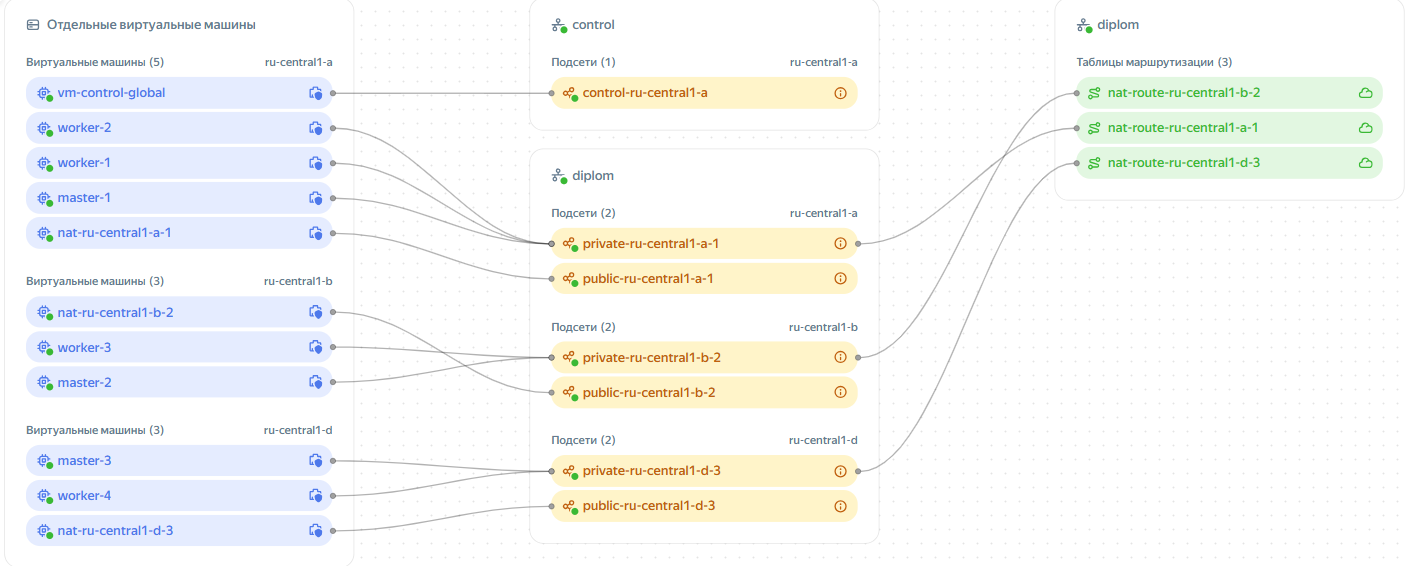 Отдельные виртуальные машины
Виртуальные машины (5) ru-central1-a
vm-control-global
worker-2
worker-1
master-1
nat-ru-central1-a-1
Виртуальные машины (3) ru-central1-b
nat-ru-central1-b-2
worker-3
master-2
Виртуальные машины (3) ru-central1-d
master-3
worker-4
nat-ru-central1-d-3
control
Подсети (1) ru-central1-a
control-ru-central1-a
diplom
Подсети (2) ru-central1-a
private-ru-central1-a-1
public-ru-central1-a-1
Подсети (2) ru-central1-b
private-ru-central1-b-2
public-ru-central1-b-2
Подсети (2) ru-central1-d
private-ru-central1-d-3
public-ru-central1-d-3
diplom
Таблицы маршрутизации (3)
nat-route-ru-central1-b-2
nat-route-ru-central1-a-1
nat-route-ru-central1-d-3